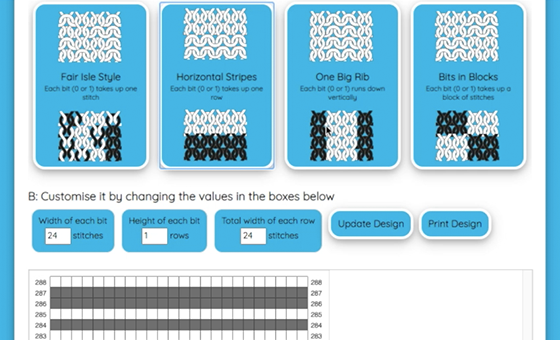 Fair Isle Style
Each bit (0 or 1) takes up one
stitch
Horizontal Stripes
Each bit (0 or 1) takes up one
row
One Big Rib
Each bit (0 or 1) runs down
vertically
Bits in Blocks
Each bit (0 or 1) takes up a
block of stitches
B: Customise it by changing the values in the boxes below
Width of each bit
24 stitches
Height of each bit
1 rows
Total width of each row
24 stitches
Update Design
Print Design
288 288
287 287
286 286
285 285
284 284
283 283